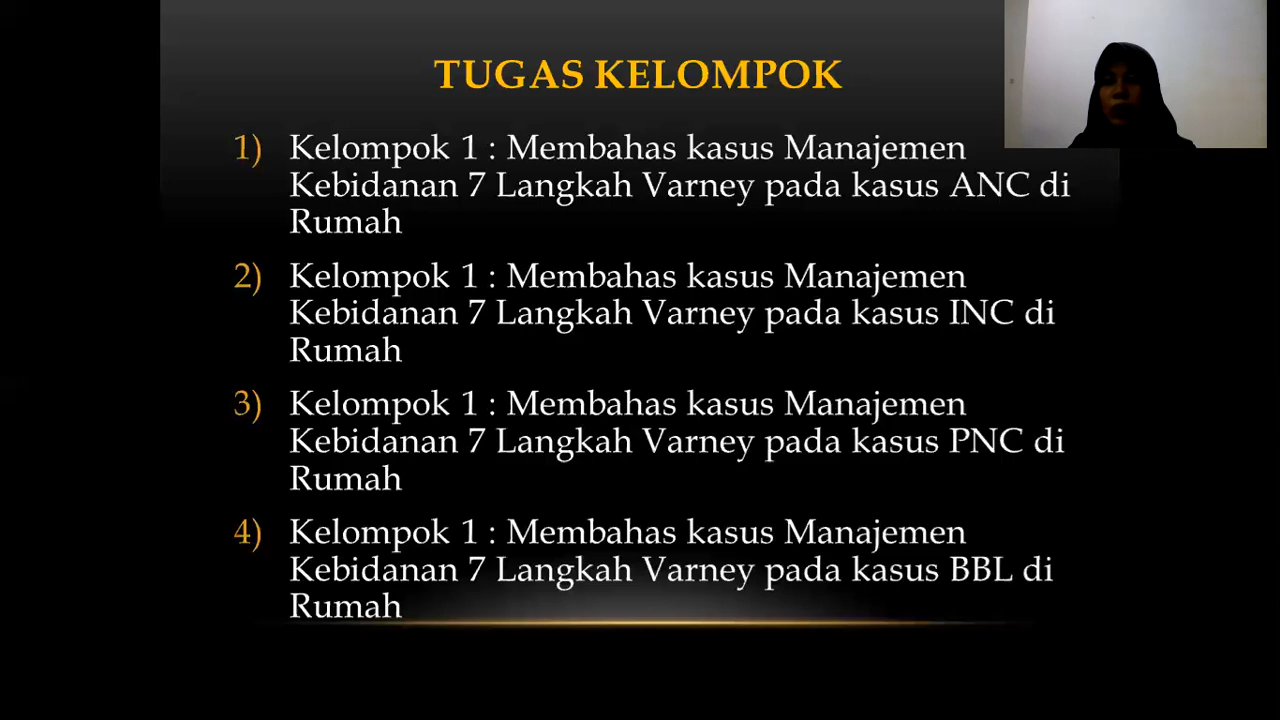 TUGAS KELOMPOK
1) Kelompok 1 : Membahas kasus Manajemen
Kebidanan 7 Langkah Varney pada kasus ANC di
Rumah
2) Kelompok 1 : Membahas kasus Manajemen
Kebidanan 7 Langkah Varney pada kasus INC di
Rumah
3) Kelompok 1 : Membahas kasus Manajemen
Kebidanan 7 Langkah Varney pada kasus PNC di
Rumah
4) Kelompok 1 : Membahas kasus Manajemen
Kebidanan 7 Langkah Varney pada kasus BBL di
Rumah